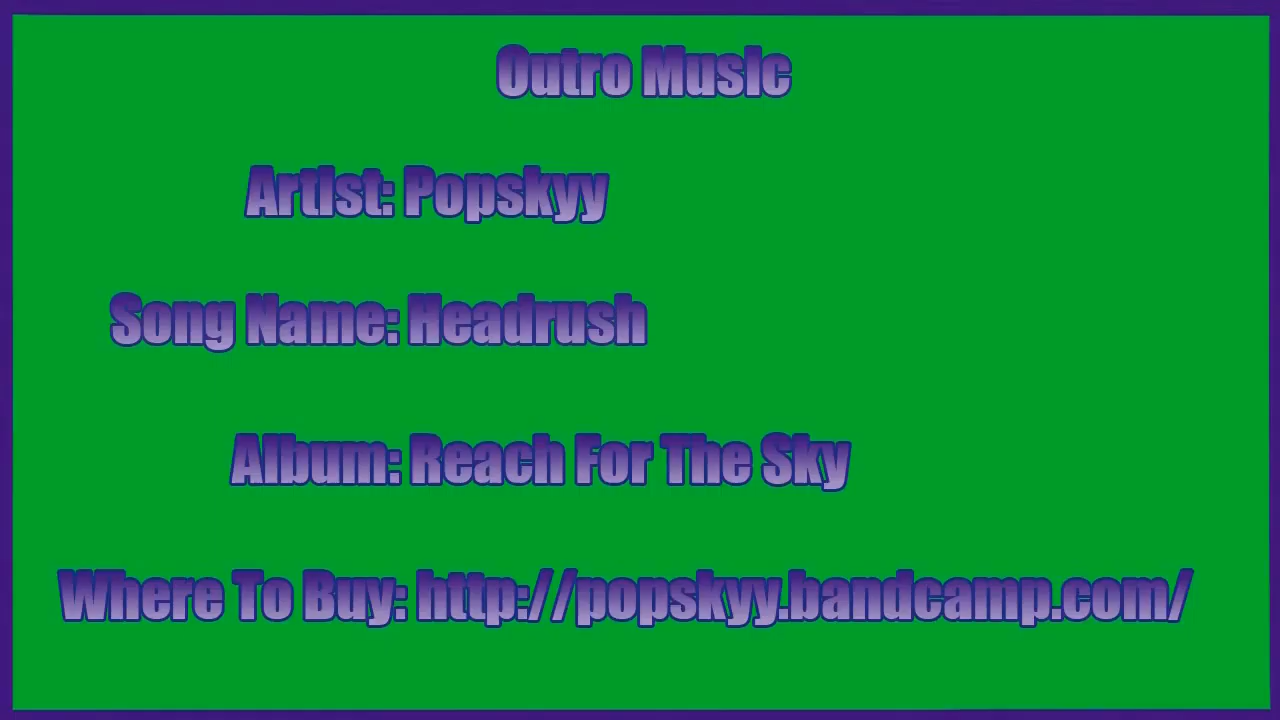 Outro Music
Artist: Popskyy
Song Name: Headrush
Album: Reach For The Sky
Where To Buy: http://popskyy.bandcamp.com/